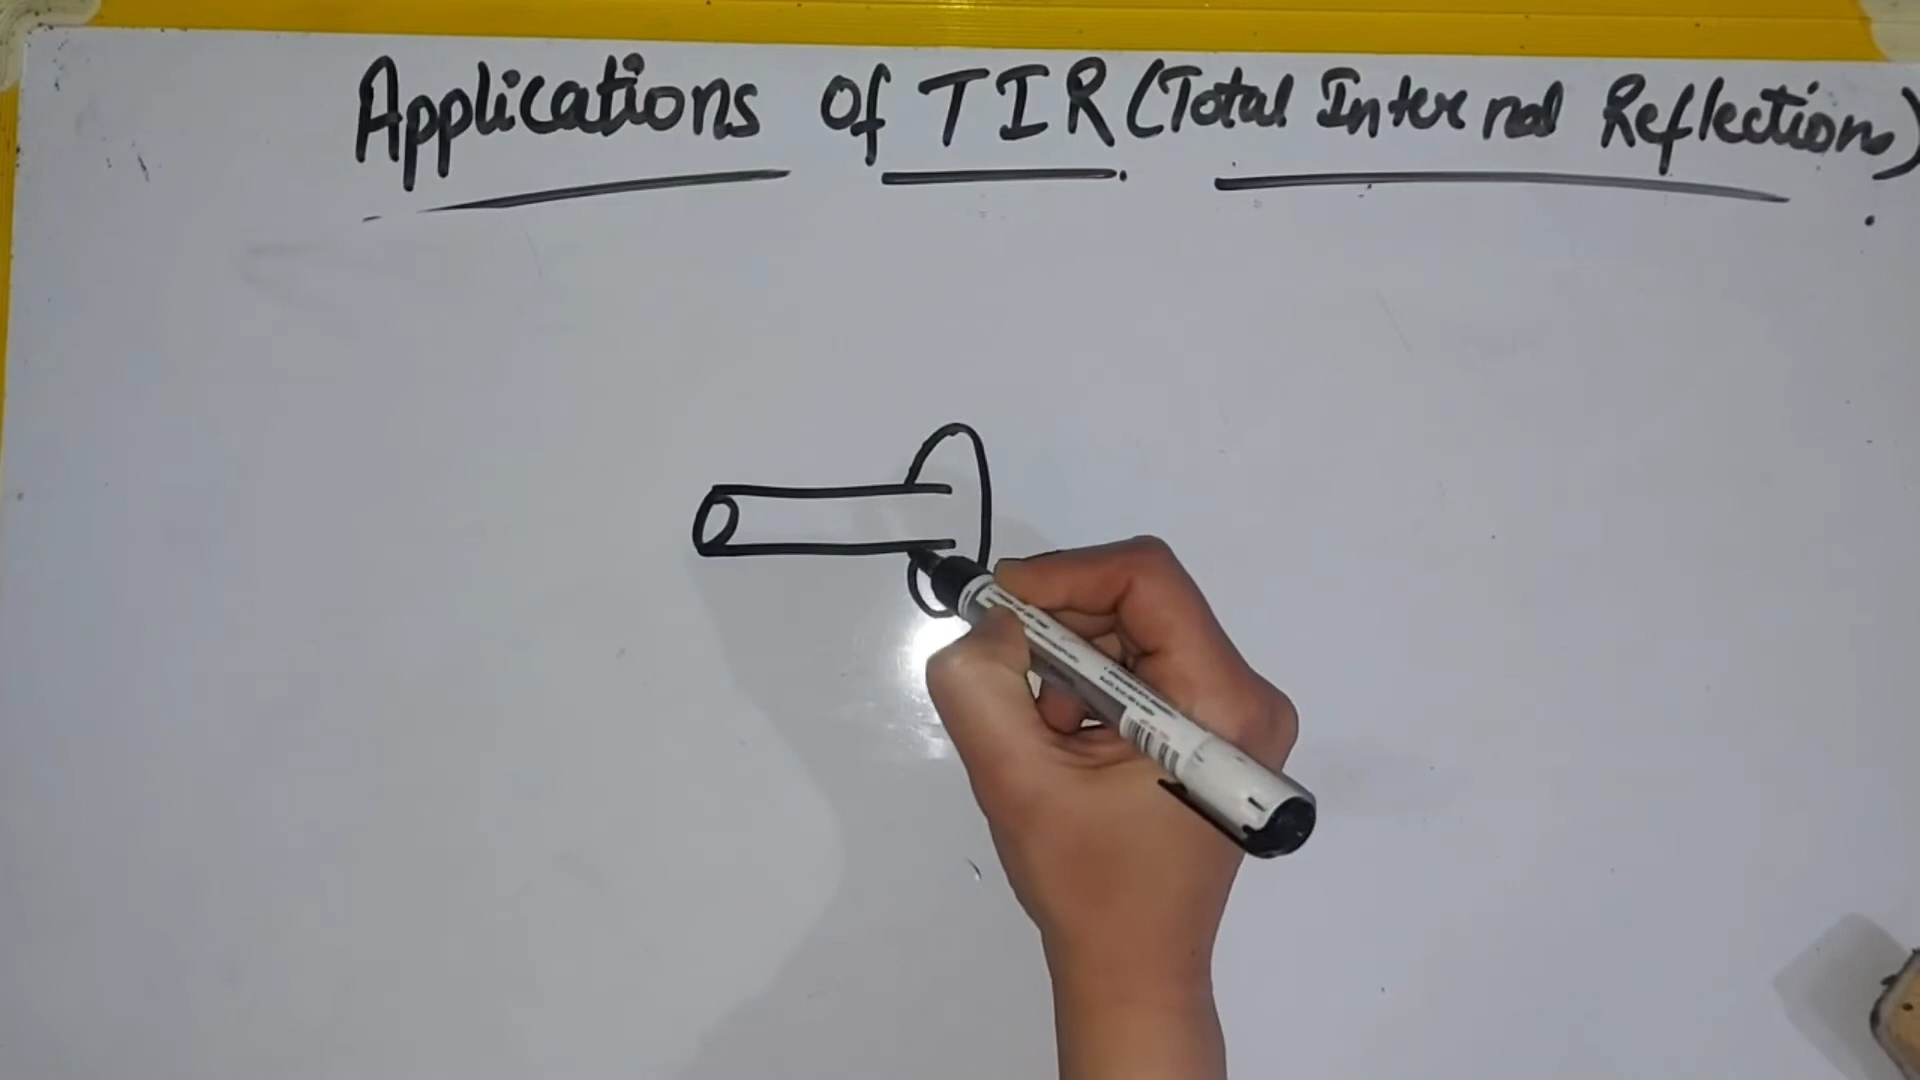 Applications of TIR (Total Internal Reflection)